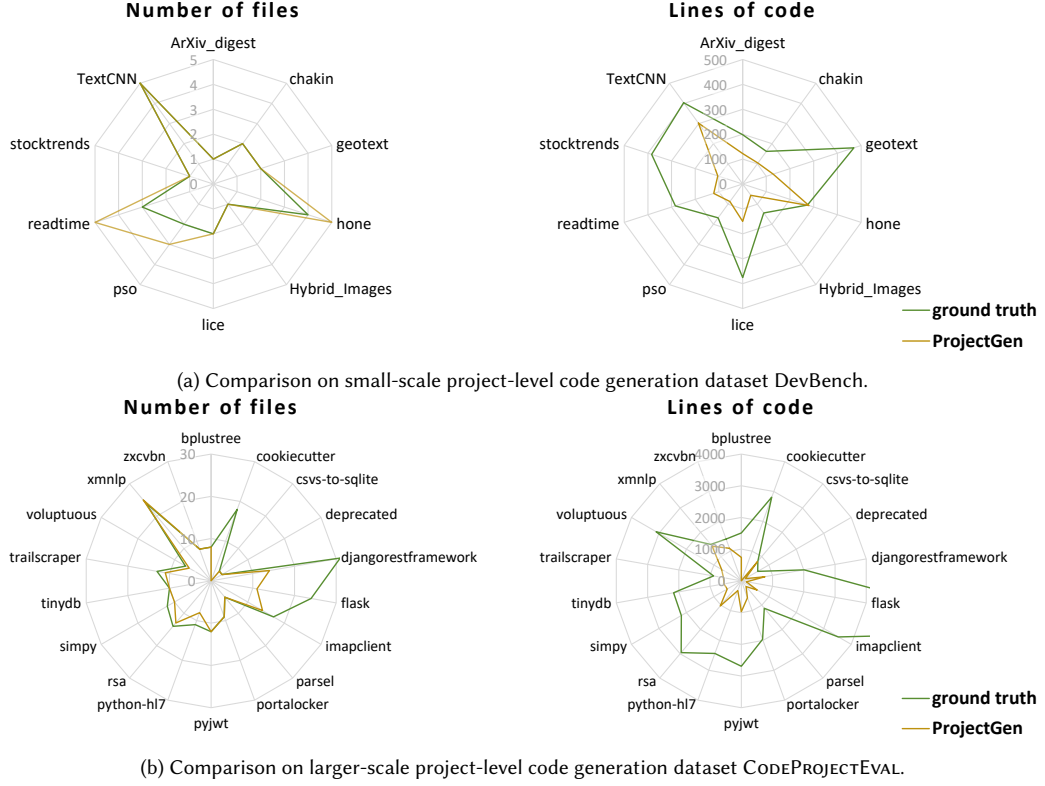 Number of files
ArXiv_digest
chakin
geotext
hone
Hybrid_Images
lice
pso
readtime
stocktrends
TextCNN
5
4
3
2
1
0
Lines of code
ArXiv_digest
chakin
geotext
hone
Hybrid_Images
lice
pso
readtime
stocktrends
TextCNN
500
400
300
200
100
0
ground truth
ProjectGen
(a) Comparison on small-scale project-level code generation dataset DevBench.
Number of files
bplustree
cookiecutter
csvs-to-sqlite
deprecated
djangorestframework
flask
imapclient
parsel
portalocker
pyjwt
python-hl7
rsa
simpy
tinydb
trailscraper
voluptuous
xmnlp
zxcvbn
30
20
10
0
Lines of code
bplustree
cookiecutter
csvs-to-sqlite
deprecated
djangorestframework
flask
imapclient
parsel
portalocker
pyjwt
python-hl7
rsa
simpy
tinydb
trailscraper
voluptuous
xmnlp
zxcvbn
4000
3000
2000
1000
0
ground truth
ProjectGen
(b) Comparison on larger-scale project-level code generation dataset CodeProjectEval.